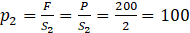 p₂ = F/S₂ = P/S₂ = 200/2 = 100